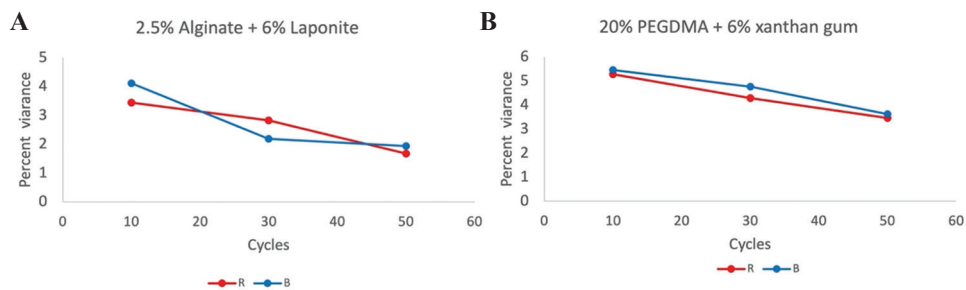 A
2.5% Alginate + 6% Laponite
5
4
3
2
1
0
Percent viarance
0 10 20 30 40 50 60
Cycles
R B
B
20% PEGDMA + 6% xanthan gum
6
5
4
3
2
1
0
Percent viarance
0 10 20 30 40 50 60
Cycles
R B